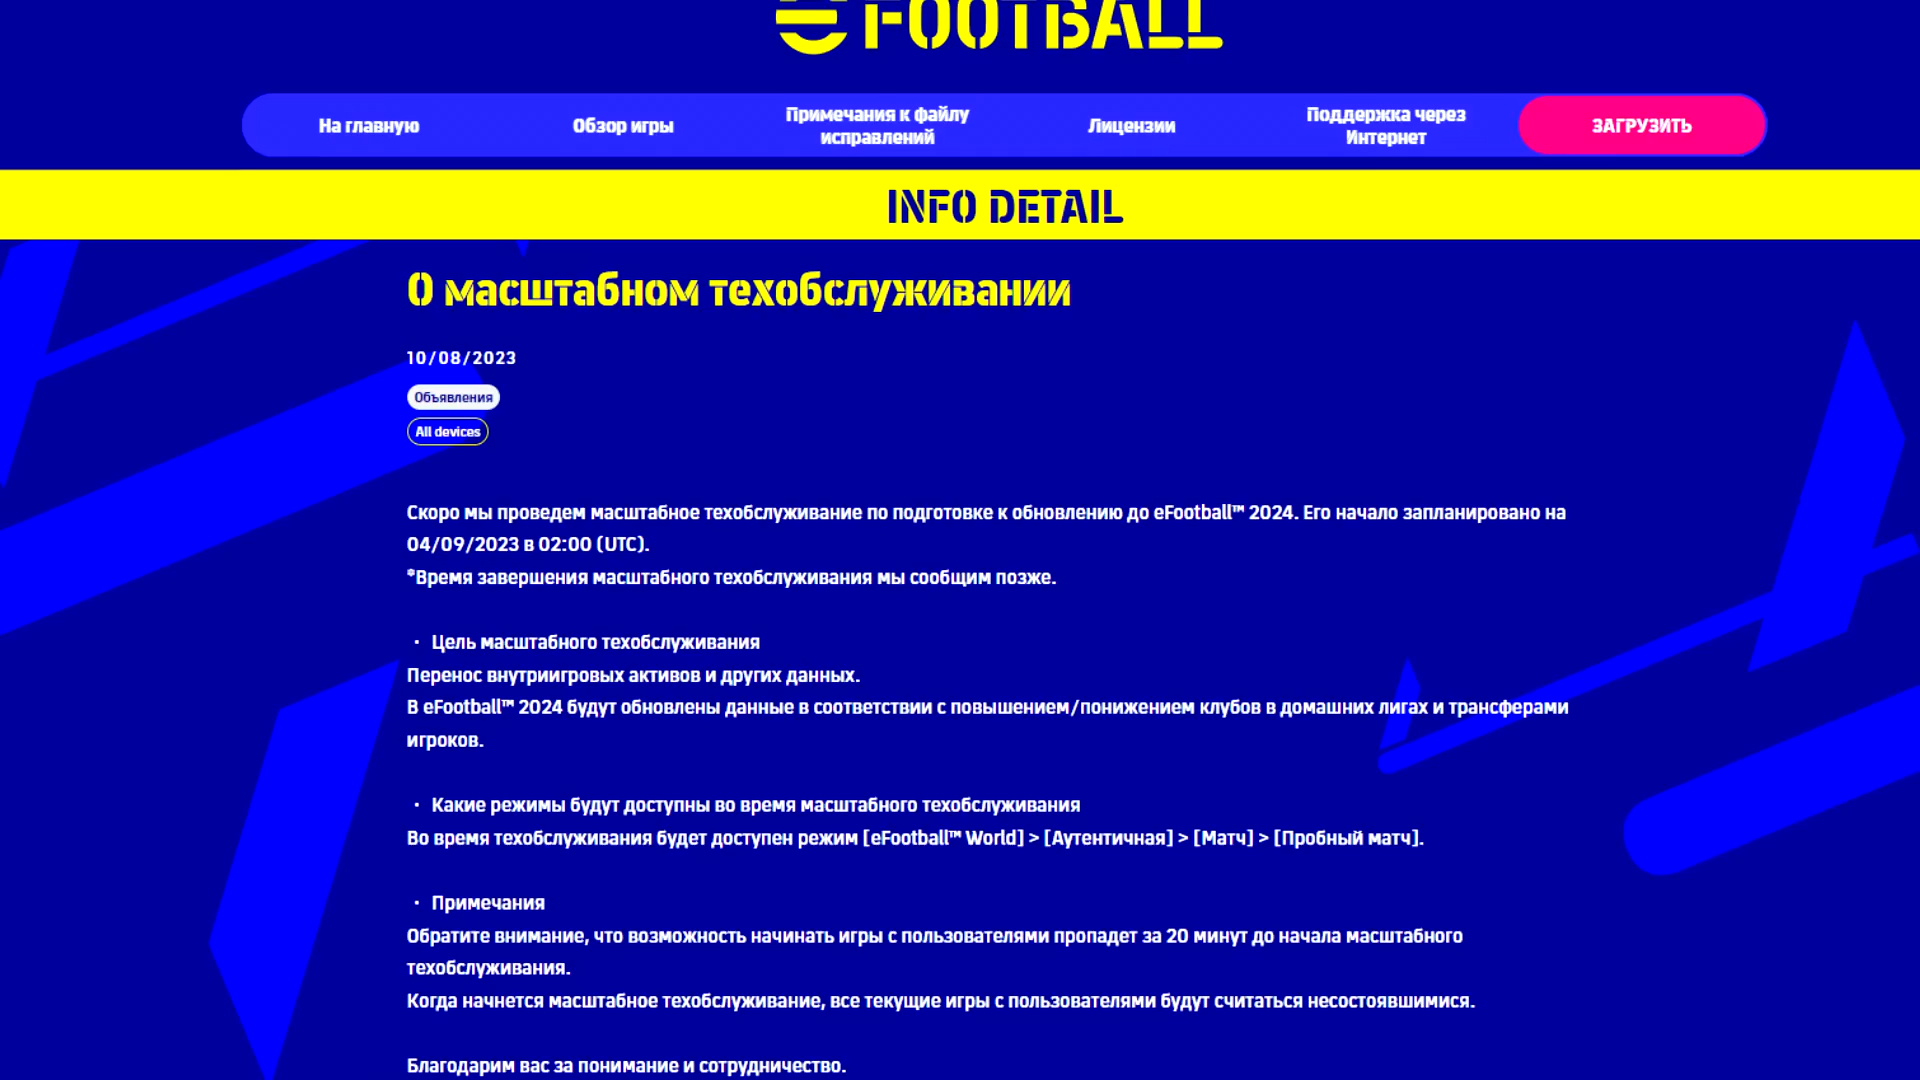 FOOTBALL
На главную
Обзор игры
Примечания к файлу
исправлений
Лицензии
Поддержка через
Интернет
ЗАГРУЗИТЬ
INFO DETAIL
О масштабном техобслуживании
10/08/2023
Объявления
All devices
Скоро мы проведем масштабное техобслуживание по подготовке к обновлению до eFootball™ 2024. Его начало запланировано на
04/09/2023 в 02:00 (UTC).
*Время завершения масштабного техобслуживания мы сообщим позже.
・ Цель масштабного техобслуживания
Перенос внутриигровых активов и других данных.
В eFootball™ 2024 будут обновлены данные в соответствии с повышением/понижением клубов в домашних лигах и трансферами
игроков.
・ Какие режимы будут доступны во время масштабного техобслуживания
Во время техобслуживания будет доступен режим [eFootball™ World] > [Аутентичная] > [Матч] > [Пробный матч].
・ Примечания
Обратите внимание, что возможность начинать игры с пользователями пропадет за 20 минут до начала масштабного
техобслуживания.
Когда начнется масштабное техобслуживание, все текущие игры с пользователями будут считаться несостоявшимися.
Благодарим вас за понимание и сотрудничество.